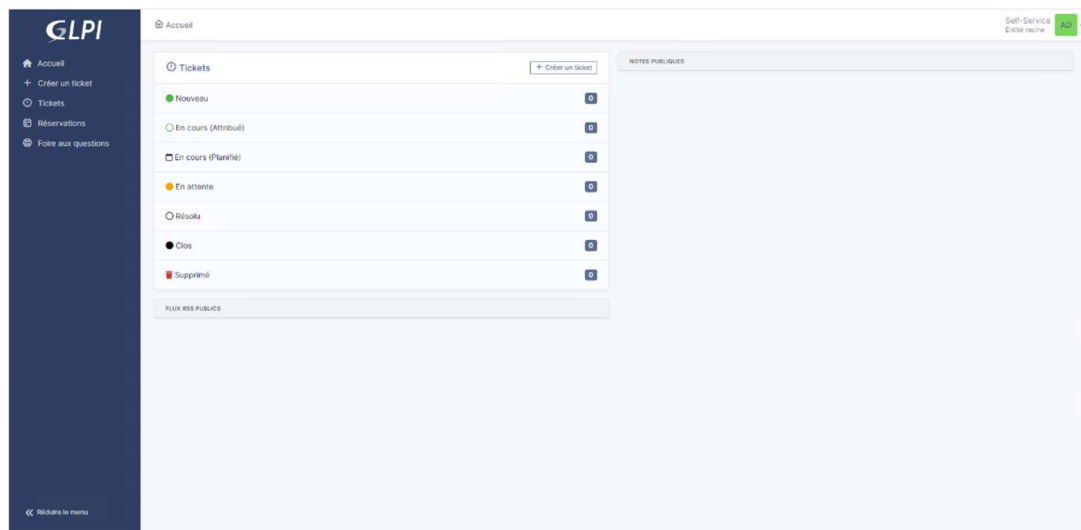 GLPI
Accueil
Créer un ticket
Tickets
Réservations
Foire aux questions
Réduire le menu
Accueil
Self-Service
Entité racine
AD
Tickets
+ Créer un ticket
Nouveau 0
En cours (Attribué) 0
En cours (Planifié) 0
En attente 0
Résolu 0
Clos 0
Supprimé 0
FLUX RSS PUBLICS
NOTES PUBLIQUES